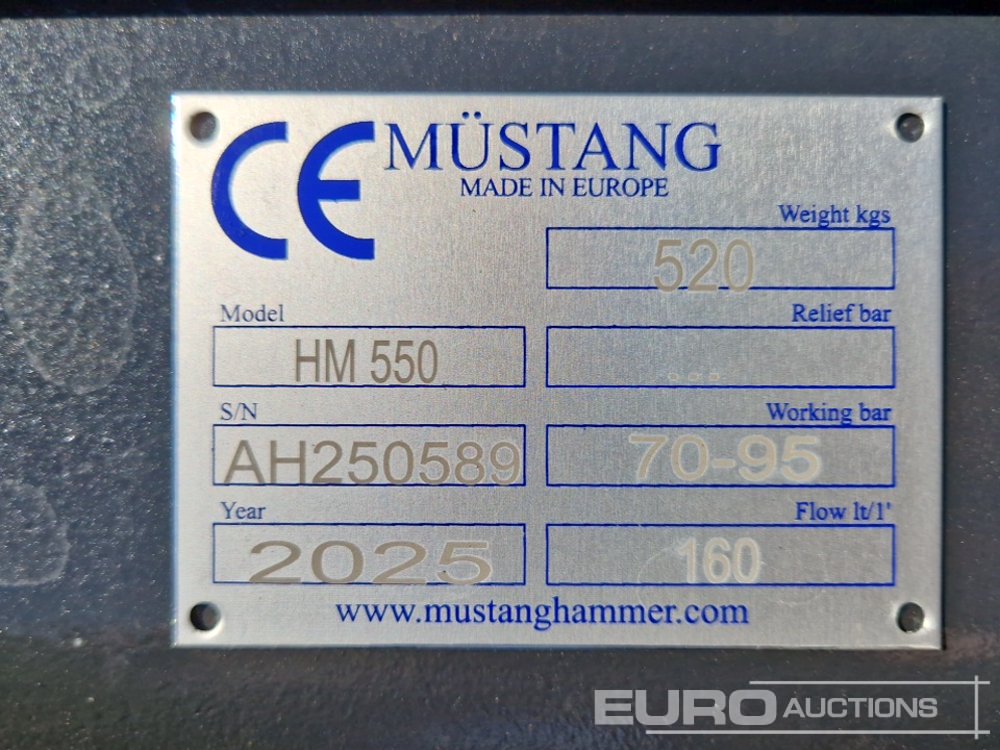 CE MÜSTANG
MADE IN EUROPE
Weight kgs
520
Model
HM 550
Relief bar
...
S/N
AH250589
Working bar
70-95
Year
2025
Flow lt/1'
160
www.mustanghammer.com
EURO AUCTIONS